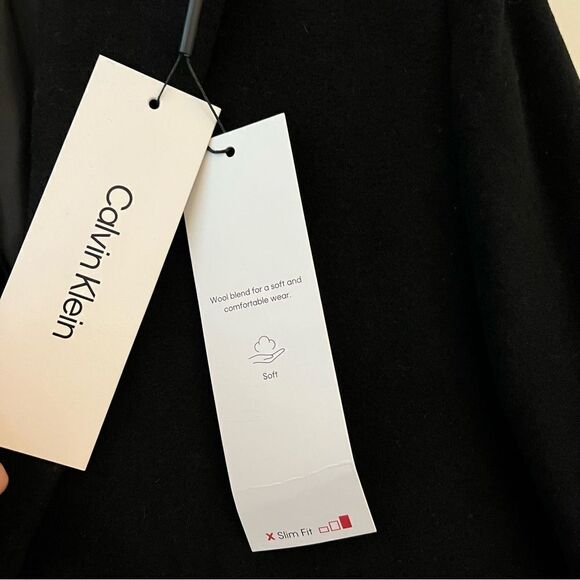 Calvin Klein
Wool blend for a soft and
comfortable wear.
Soft
X Slim Fit